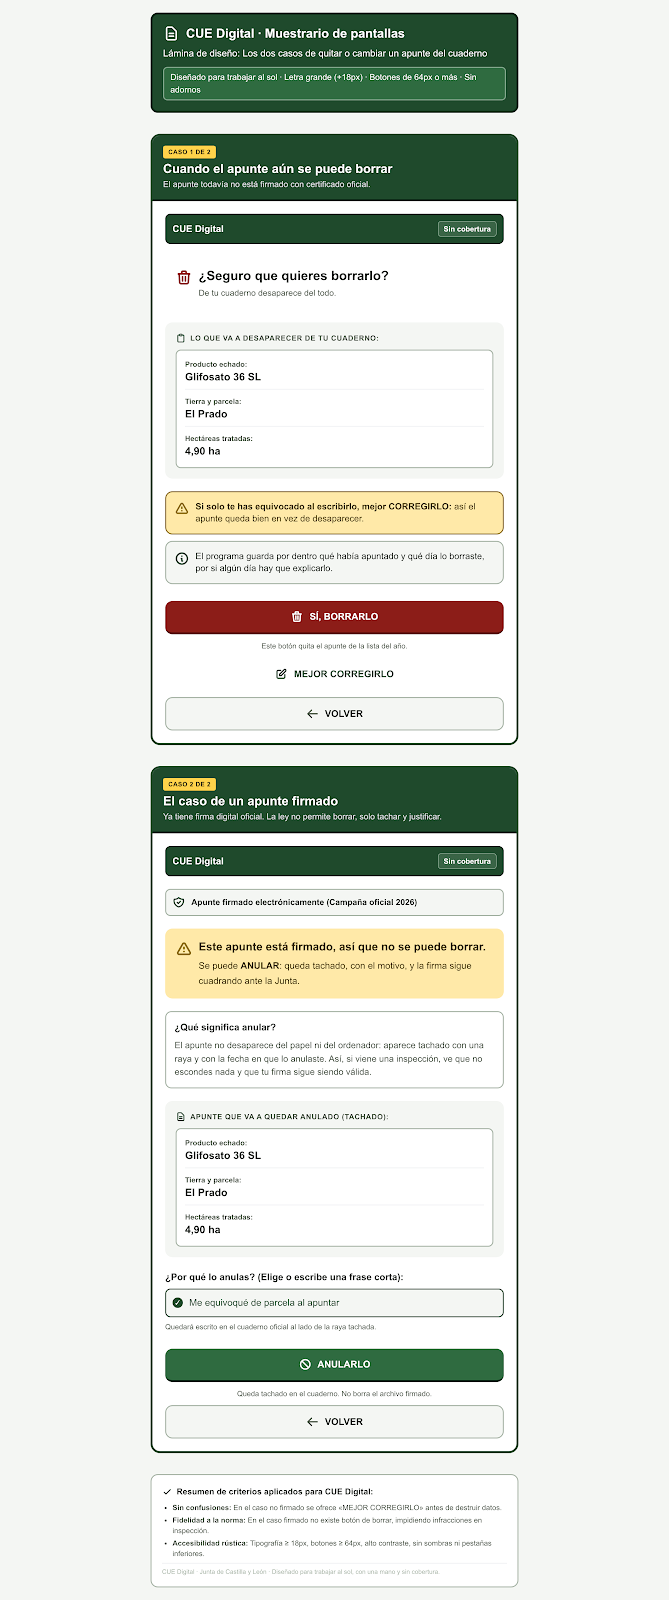 CUE Digital · Muestrario de pantallas
Lámina de diseño: Los dos casos de quitar o cambiar un apunte del cuaderno
Diseñado para trabajar al sol · Letra grande (+18px) · Botones de 64px o más · Sin
adornos
CASO 1 DE 2
Cuando el apunte aún se puede borrar
El apunte todavía no está firmado con certificado oficial.
CUE Digital
Sin cobertura
¿Seguro que quieres borrarlo?
De tu cuaderno desaparece del todo.
LO QUE VA A DESAPARECER DE TU CUADERNO:
Producto echado:
Glifosato 36 SL
Tierra y parcela:
El Prado
Hectáreas tratadas:
4,90 ha
Si solo te has equivocado al escribirlo, mejor CORREGIRLO: así el
apunte queda bien en vez de desaparecer.
El programa guarda por dentro qué había apuntado y qué día lo borraste,
por si algún día hay que explicarlo.
SÍ, BORRARLO
Este botón quita el apunte de la lista del año.
MEJOR CORREGIRLO
VOLVER
CASO 2 DE 2
El caso de un apunte firmado
Ya tiene firma digital oficial. La ley no permite borrar, solo tachar y justificar.
CUE Digital
Sin cobertura
Apunte firmado electrónicamente (Campaña oficial 2026)
Este apunte está firmado, así que no se puede borrar.
Se puede ANULAR: queda tachado, con el motivo, y la firma sigue
cuadrando ante la Junta.
¿Qué significa anular?
El apunte no desaparece del papel ni del ordenador: aparece tachado con una
raya y con la fecha en que lo anulaste. Así, si viene una inspección, ve que no
escondes nada y que tu firma sigue siendo válida.
APUNTE QUE VA A QUEDAR ANULADO (TACHADO):
Producto echado:
Glifosato 36 SL
Tierra y parcela:
El Prado
Hectáreas tratadas:
4,90 ha
¿Por qué lo anulas? (Elige o escribe una frase corta):
Me equivoqué de parcela al apuntar
Quedará escrito en el cuaderno oficial al lado de la raya tachada.
ANULARLO
Queda tachado en el cuaderno. No borra el archivo firmado.
VOLVER
Resumen de criterios aplicados para CUE Digital:
• Sin confusiones: En el caso no firmado se ofrece «MEJOR CORREGIRLO» antes de destruir datos.
• Fidelidad a la norma: En el caso firmado no existe botón de borrar, impidiendo infracciones en
inspección.
• Accesibilidad rústica: Tipografía ≥ 18px, botones ≥ 64px, alto contraste, sin sombras ni pestañas
inferiores.
CUE Digital · Junta de Castilla y León · Diseñado para trabajar al sol, con una mano y sin cobertura.